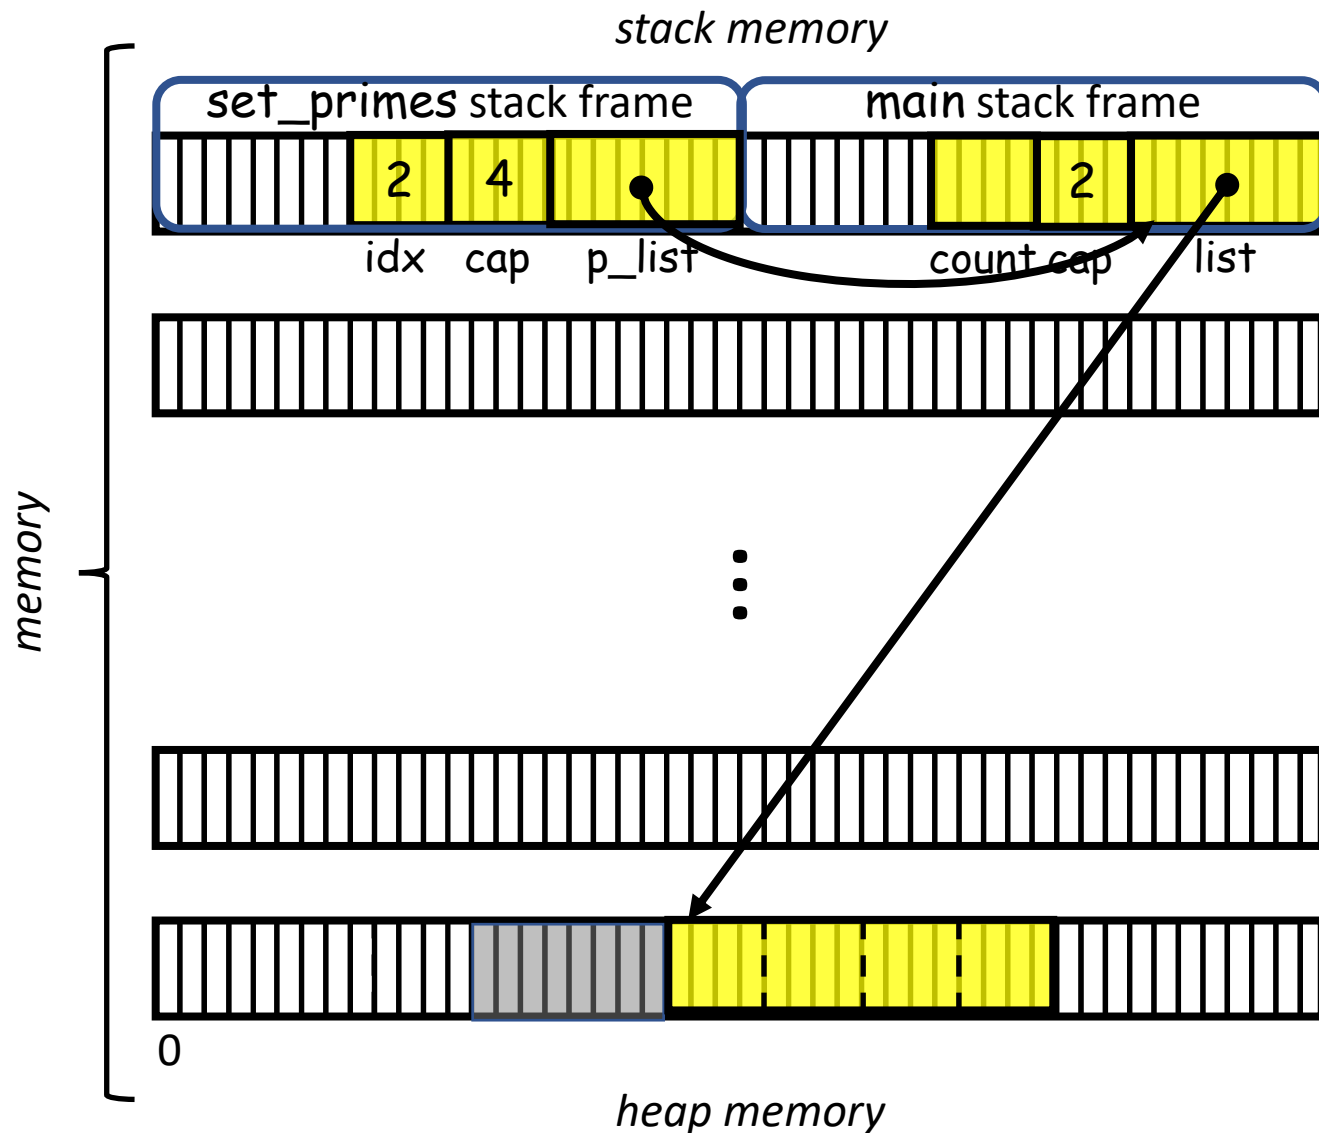 stack memory
set_primes stack frame
main stack frame
2 4 2
idx cap p_list count cap list
memory
0
heap memory